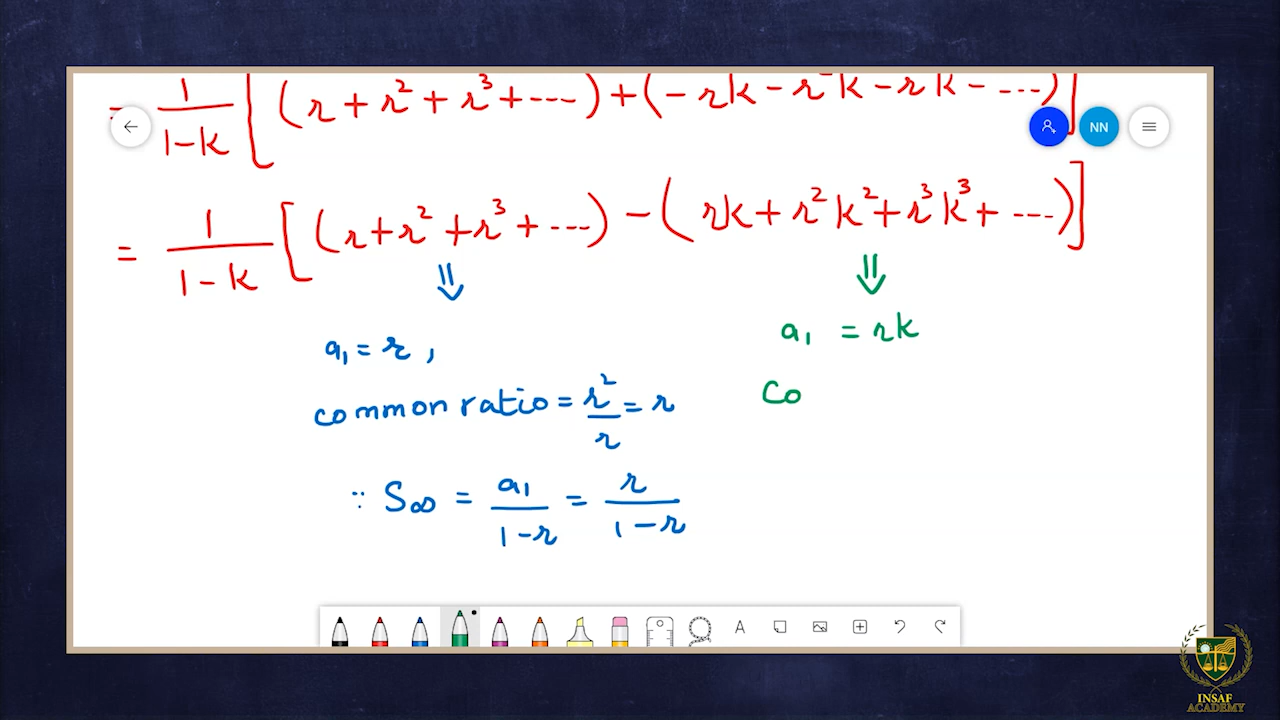 = 1/(1-k) [(r + r² + r³ + ----) + (-rk - r²k - rk - ----)]
= 1/(1-k) [(r + r² + r³ + ---) - (rk + r²k² + r³k³ + ----)]
⇓ ⇓
a₁ = r , a₁ = rk
common ratio = r²/r = r Co
∵ S∞ = a₁/(1-r) = r/(1-r)
NN
A
INSAF
ACADEMY